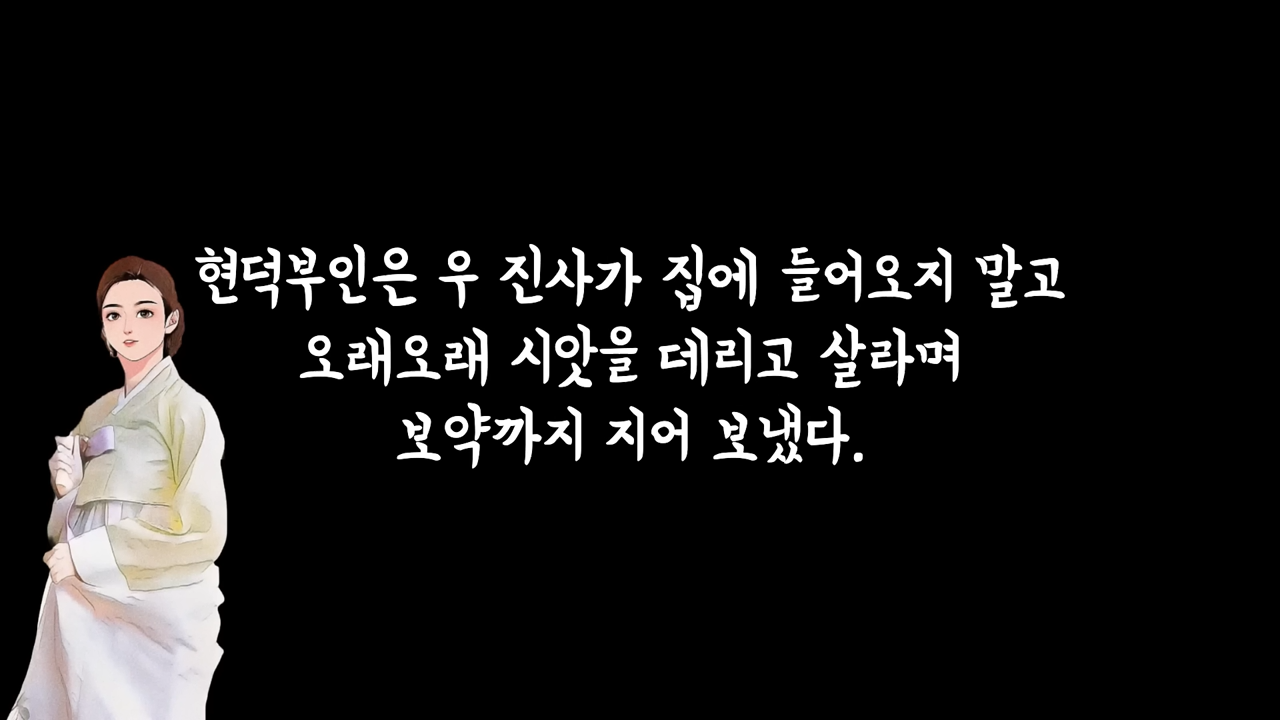 현덕부인은 우 진사가 집에 들어오지 말고
오래오래 시앗을 데리고 살라며
보약까지 지어 보냈다.